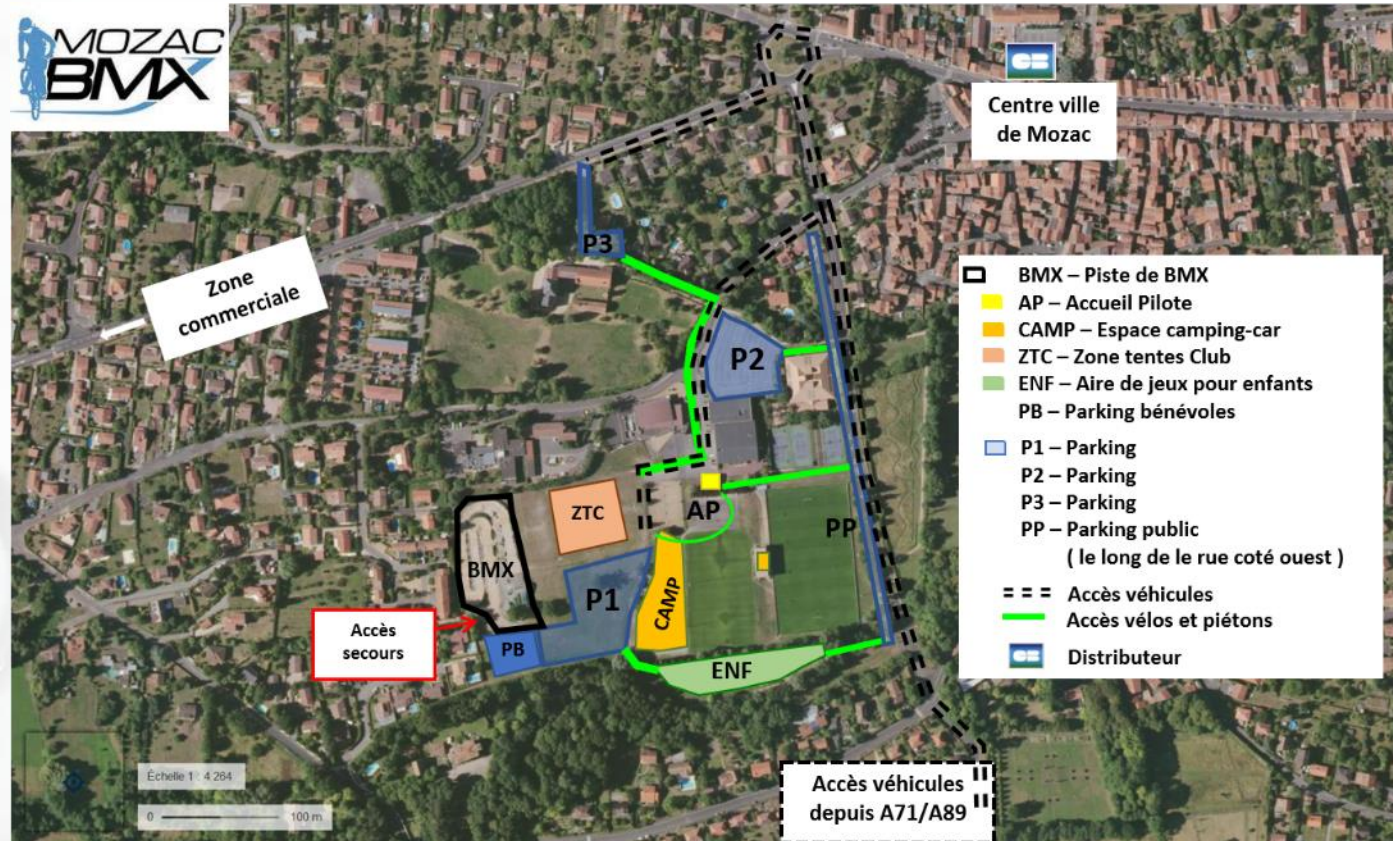 MOZAC
BMX
Centre ville
de Mozac
Zone
commerciale
P3
P2
ZTC
AP
PP
BMX
P1
CAMP
PB
ENF
Accès
secours
BMX – Piste de BMX
AP – Accueil Pilote
CAMP – Espace camping-car
ZTC – Zone tentes Club
ENF – Aire de jeux pour enfants
PB – Parking bénévoles
P1 – Parking
P2 – Parking
P3 – Parking
PP – Parking public
( le long de le rue coté ouest )
Accès véhicules
Accès vélos et piétons
Distributeur
Échelle 1 : 4 264
0 100 m
Accès véhicules
depuis A71/A89